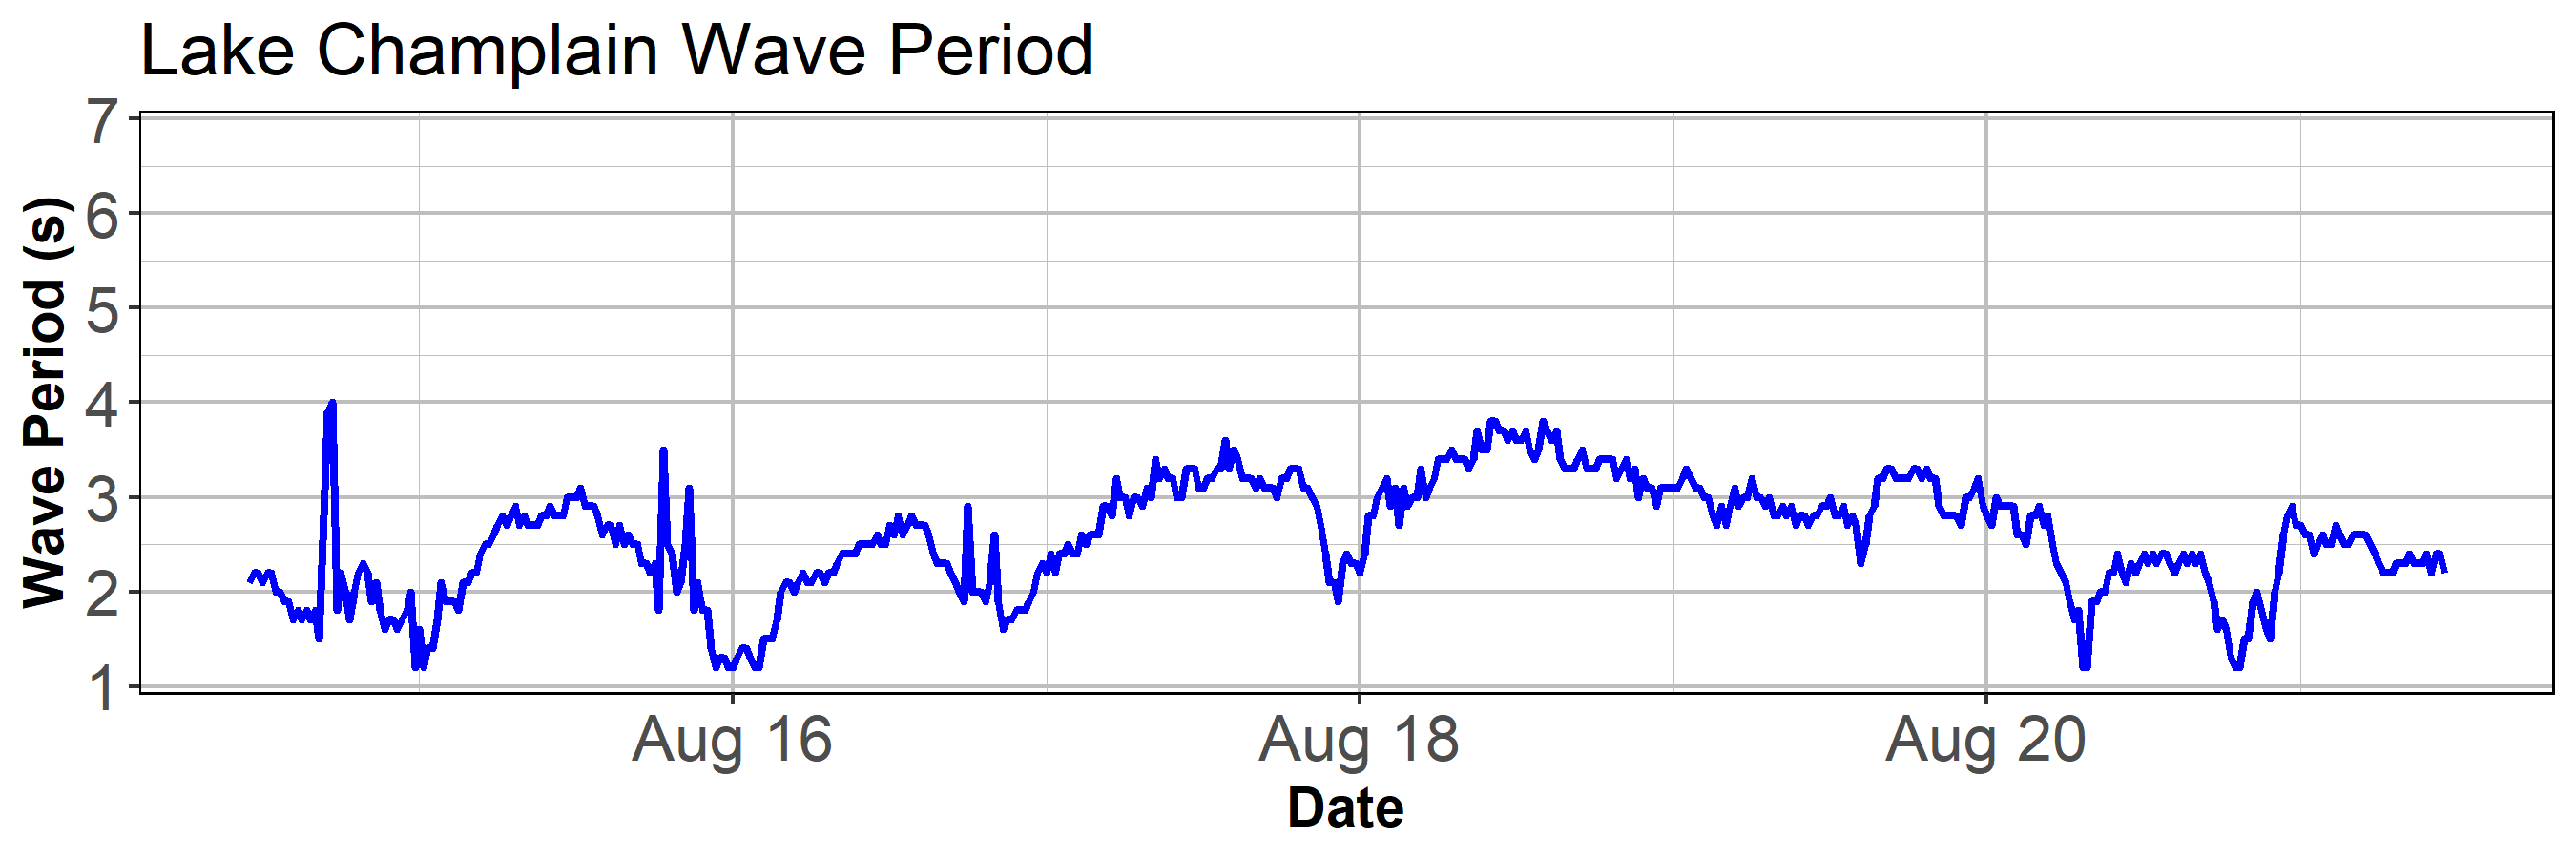 Lake Champlain Wave Period
Wave Period (s)
7
6
5
4
3
2
1
Aug 16
Aug 18
Aug 20
Date